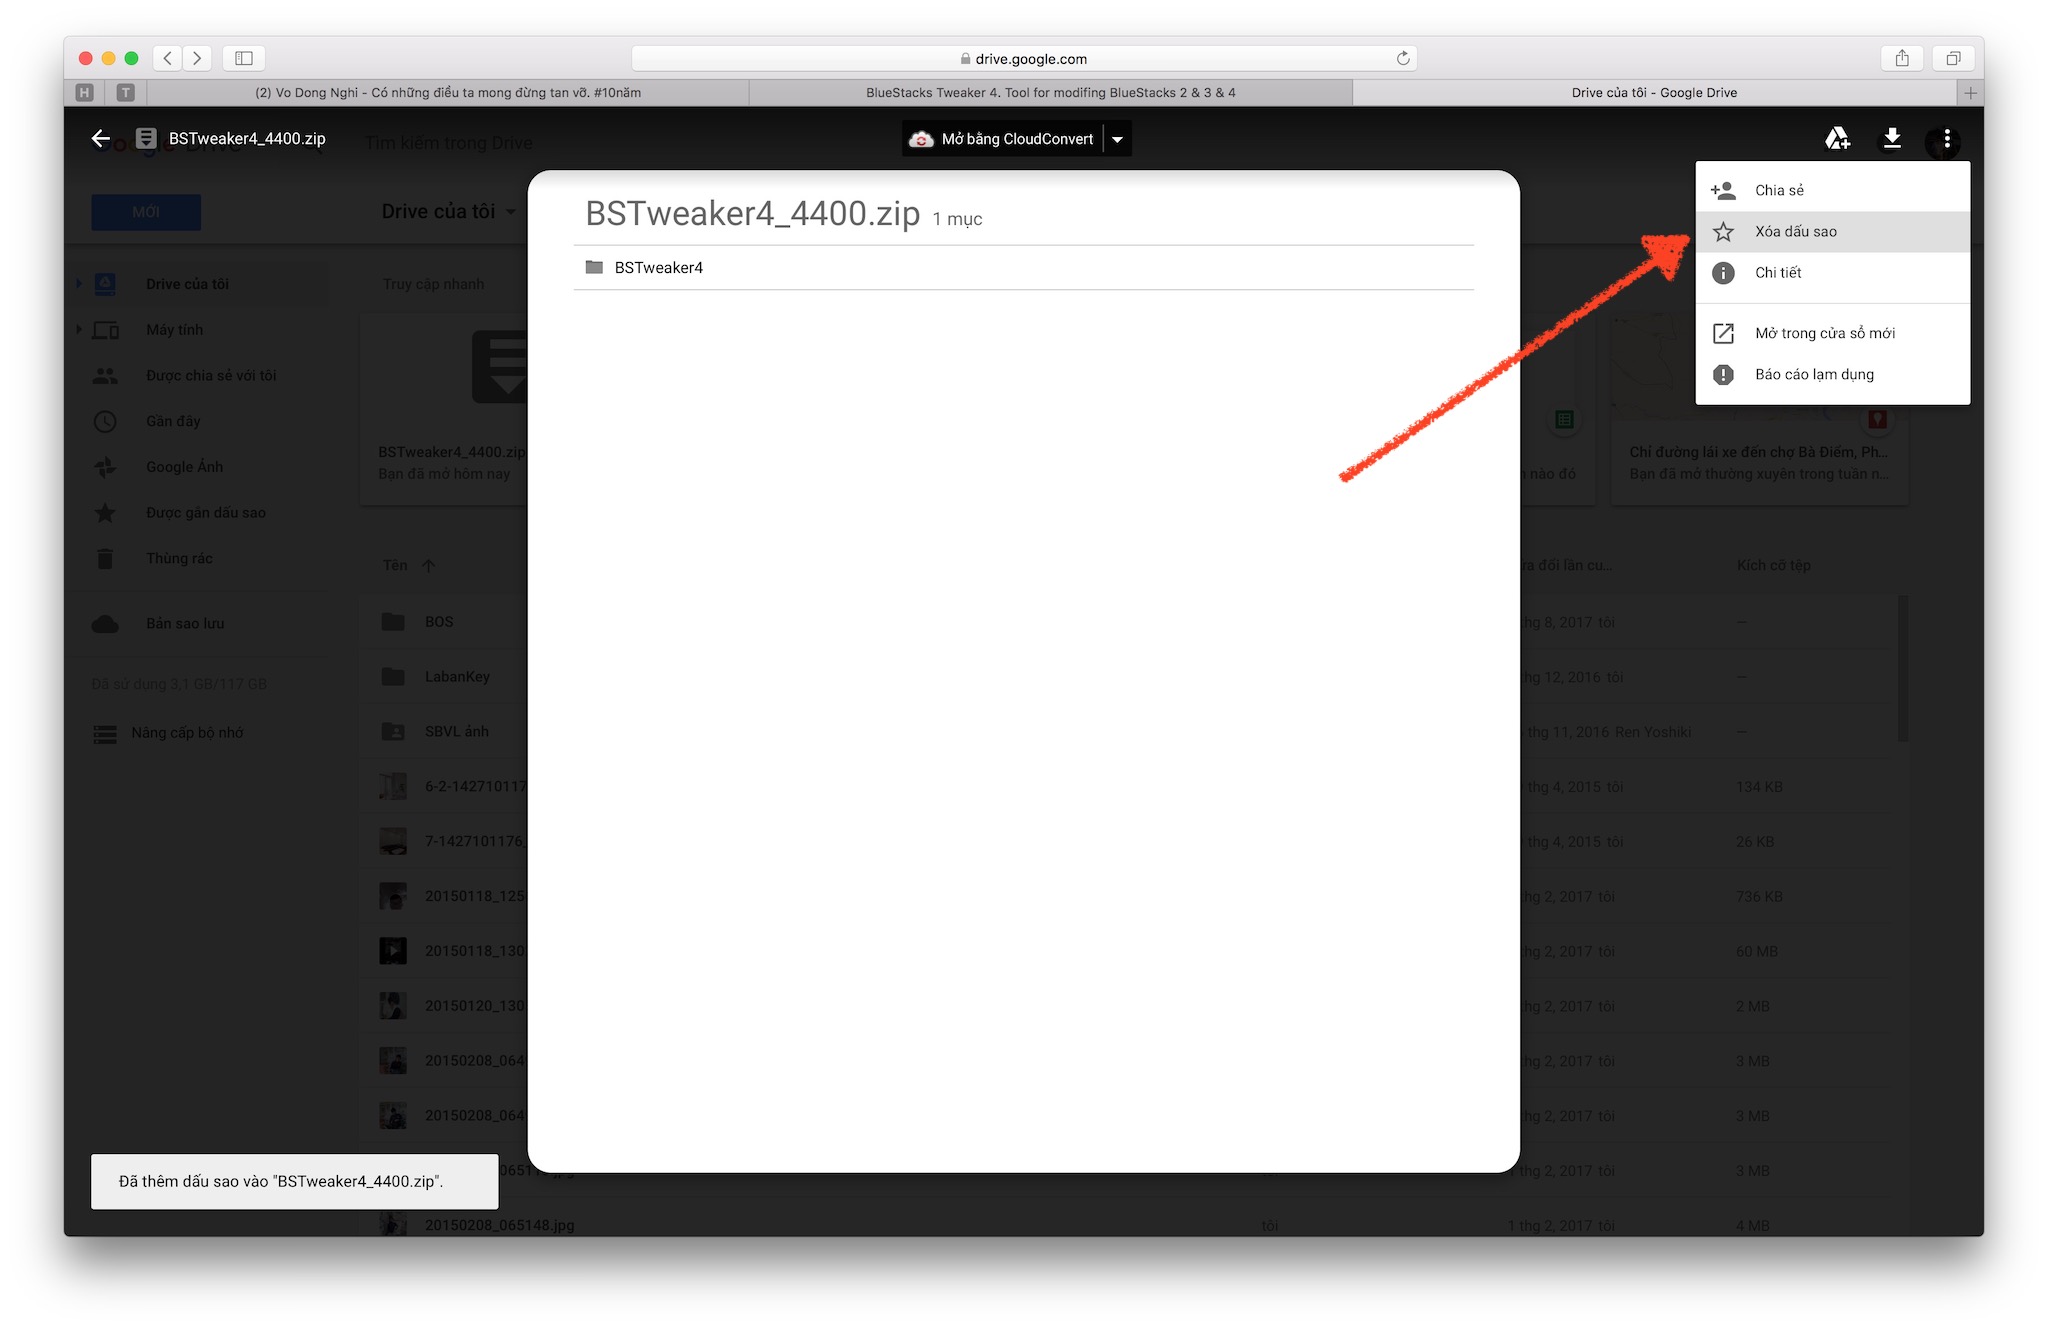 drive.google.com
H
T
(2) Vo Dong Nghi - Có những điều ta mong đừng tan vỡ. #10năm
BlueStacks Tweaker 4. Tool for modifing BlueStacks 2 & 3 & 4
Drive của tôi - Google Drive
BSTweaker4_4400.zip
Tìm kiếm trong Drive
Mở bằng CloudConvert
Chia sẻ
Xóa dấu sao
Chi tiết
Mở trong cửa sổ mới
Báo cáo lạm dụng
MỚI
Drive của tôi
BSTweaker4_4400.zip 1 mục
BSTweaker4
Drive của tôi
Máy tính
Được chia sẻ với tôi
Gần đây
Google Ảnh
Được gắn dấu sao
Thùng rác
Bản sao lưu
Đã sử dụng 3,1 GB/117 GB
Nâng cấp bộ nhớ
Truy cập nhanh
BSTweaker4_4400.zip
Bạn đã mở hôm nay
nào đó
Chỉ đường lái xe đến chợ Bà Điểm, Ph...
Bạn đã mở thường xuyên trong tuần n...
Tên
đổi lần cu...
Kích cỡ tệp
BOS
8, 2017 tôi
—
LabanKey
12, 2016 tôi
—
SBVL ảnh
thg 11, 2016 Ren Yoshiki
—
6-2-142710117
thg 4, 2015 tôi
134 KB
7-1427101176_
thg 4, 2015 tôi
26 KB
20150118_125
2, 2017 tôi
736 KB
20150118_130
2, 2017 tôi
60 MB
20150120_130
2, 2017 tôi
2 MB
20150208_064
2, 2017 tôi
3 MB
20150208_064
2, 2017 tôi
3 MB
thg 2, 2017 tôi
3 MB
20150208_065148.jpg
tôi
1 thg 2, 2017 tôi
4 MB
Đã thêm dấu sao vào "BSTweaker4_4400.zip".